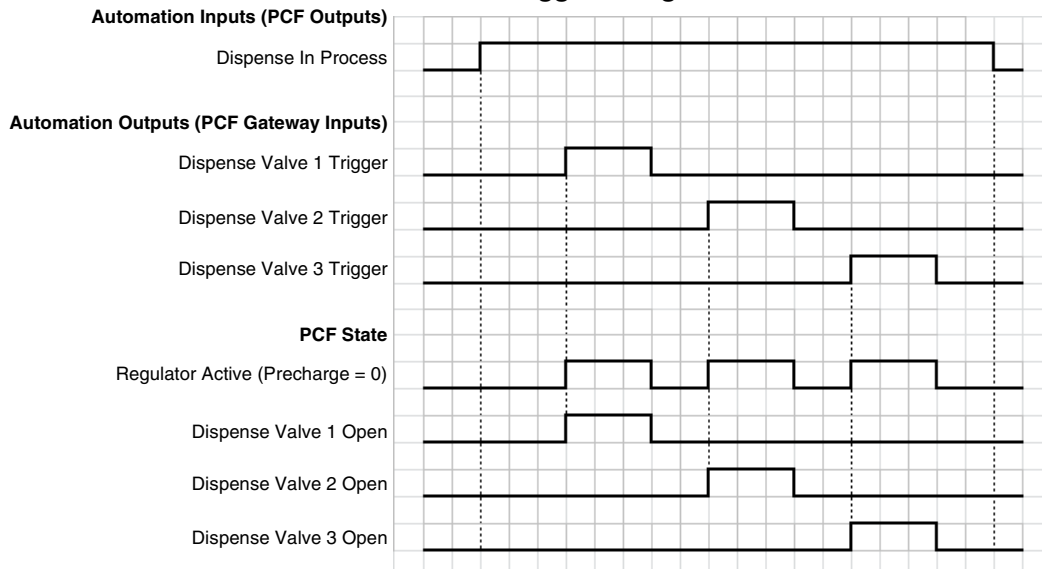 Automation Inputs (PCF Outputs)
Dispense In Process
Automation Outputs (PCF Gateway Inputs)
Dispense Valve 1 Trigger
Dispense Valve 2 Trigger
Dispense Valve 3 Trigger
PCF State
Regulator Active (Precharge = 0)
Dispense Valve 1 Open
Dispense Valve 2 Open
Dispense Valve 3 Open